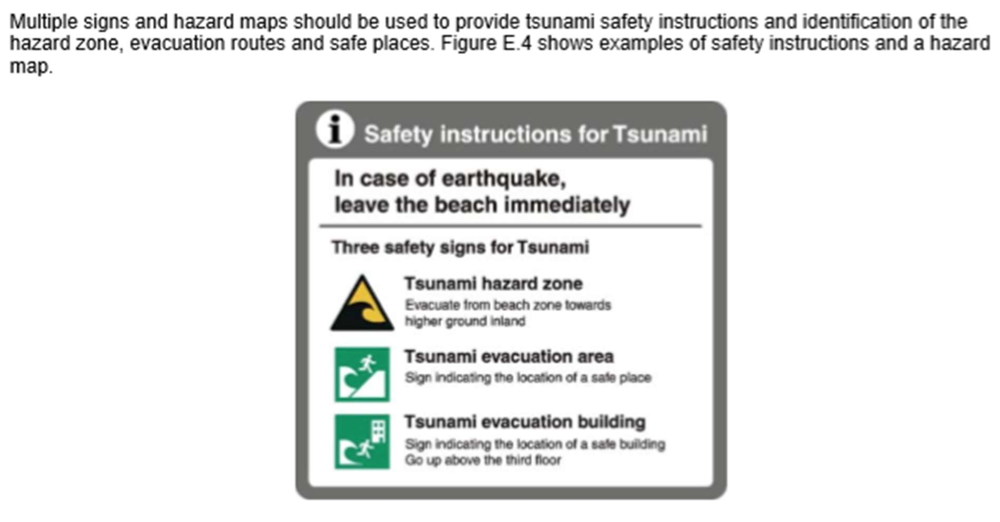 Multiple signs and hazard maps should be used to provide tsunami safety instructions and identification of the
hazard zone, evacuation routes and safe places. Figure E.4 shows examples of safety instructions and a hazard
map.
i Safety instructions for Tsunami
In case of earthquake,
leave the beach immediately
Three safety signs for Tsunami
Tsunami hazard zone
Evacuate from beach zone towards
higher ground inland
Tsunami evacuation area
Sign indicating the location of a safe place
Tsunami evacuation building
Sign indicating the location of a safe building
Go up above the third floor